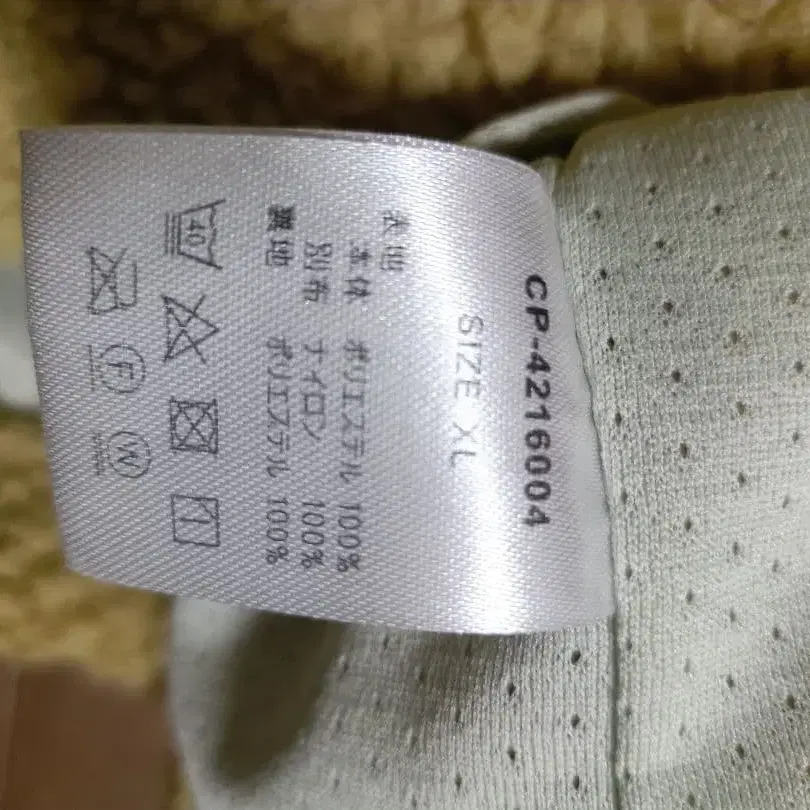 CP-4216004
SIZE XL
表地
本体 ポリエステル 100%
別布 ナイロン 100%
裏地 ポリエステル 100%
40
F
W